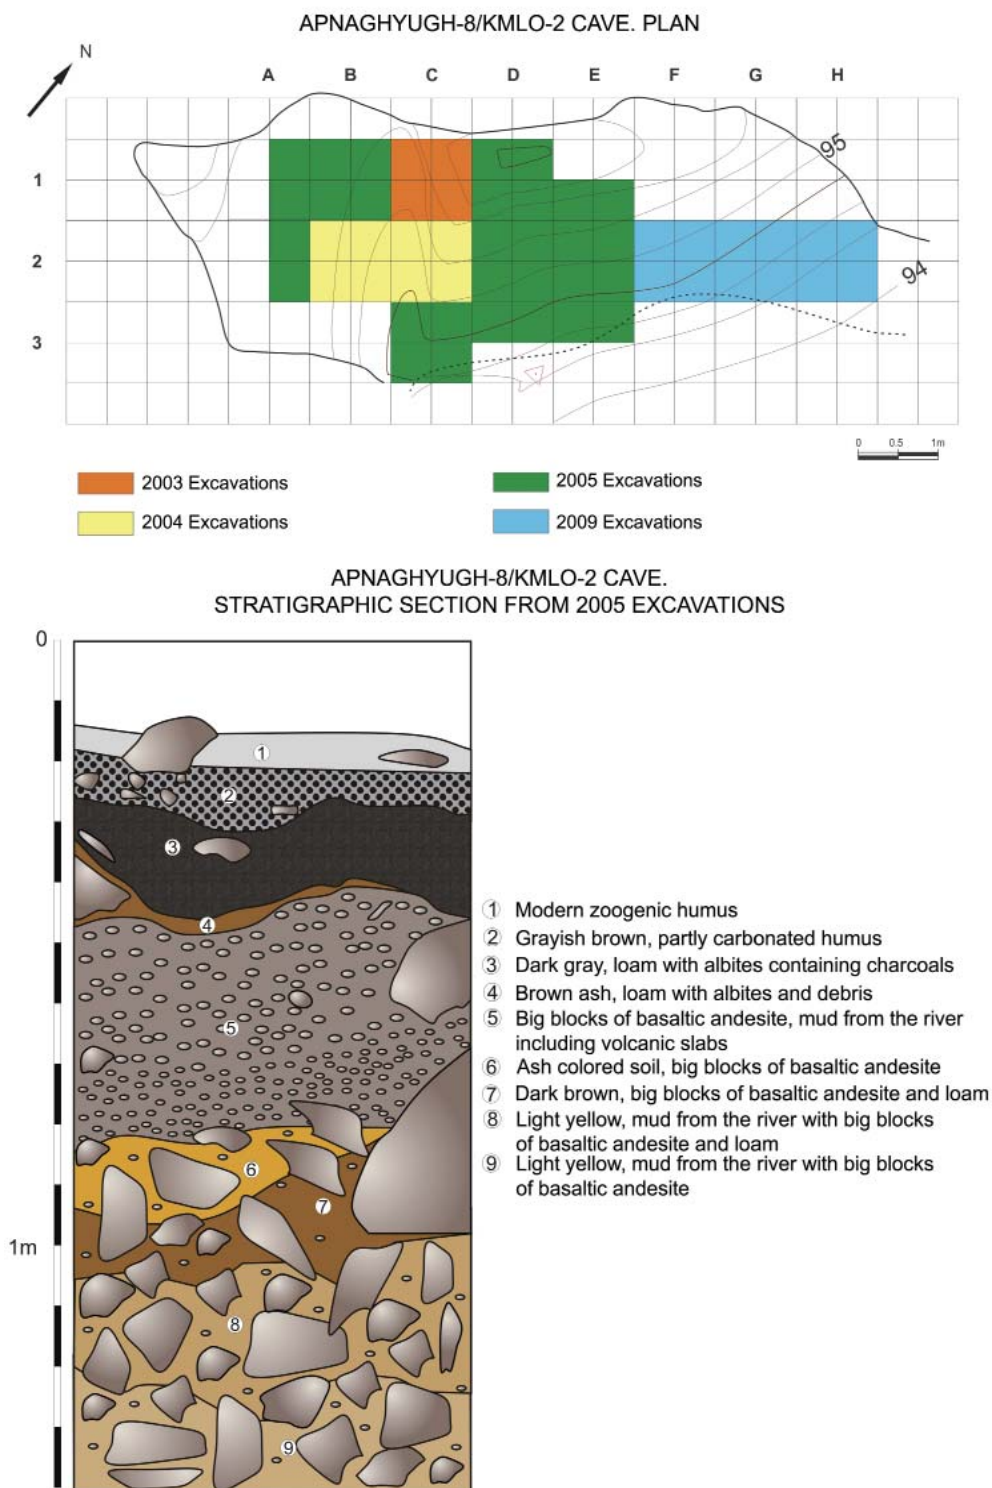 APNAGHYUGH-8/KMLO-2 CAVE. PLAN
N
A B C D E F G H
95
1
2
94
3
0 0.5 1m
2003 Excavations 2005 Excavations
2004 Excavations 2009 Excavations
APNAGHYUGH-8/KMLO-2 CAVE.
STRATIGRAPHIC SECTION FROM 2005 EXCAVATIONS
0
1
2
3
4
5
6
7
1m
8
9
① Modern zoogenic humus
② Grayish brown, partly carbonated humus
③ Dark gray, loam with albites containing charcoals
④ Brown ash, loam with albites and debris
⑤ Big blocks of basaltic andesite, mud from the river
including volcanic slabs
⑥ Ash colored soil, big blocks of basaltic andesite
⑦ Dark brown, big blocks of basaltic andesite and loam
⑧ Light yellow, mud from the river with big blocks
of basaltic andesite and loam
⑨ Light yellow, mud from the river with big blocks
of basaltic andesite